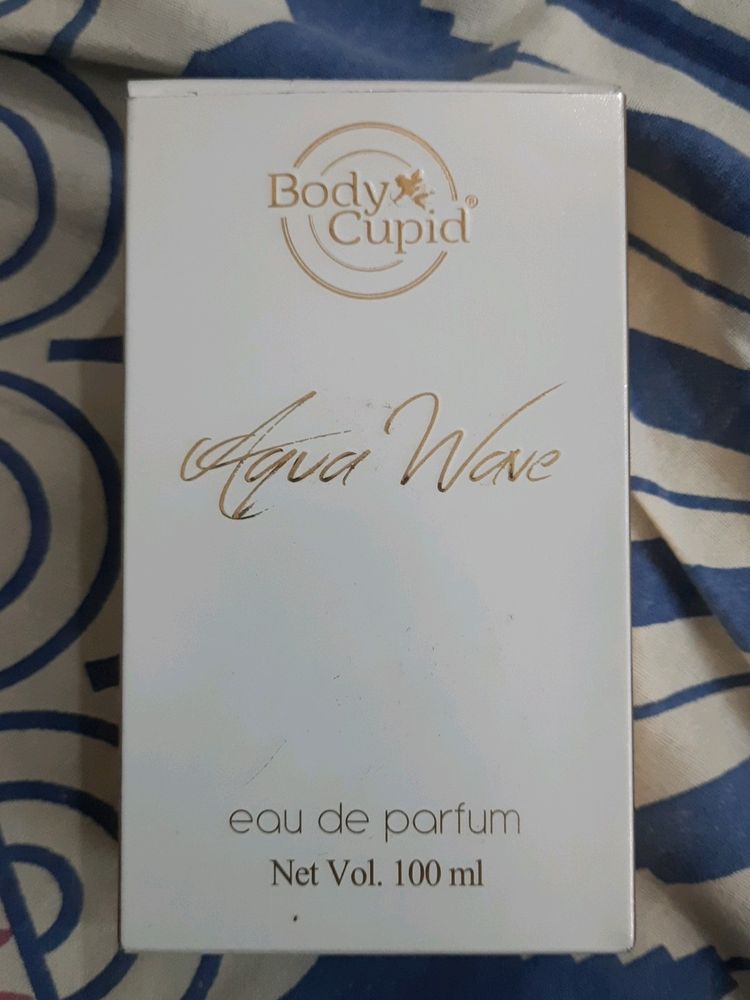 Body
Cupid®
Aqua Wave
eau de parfum
Net Vol. 100 ml